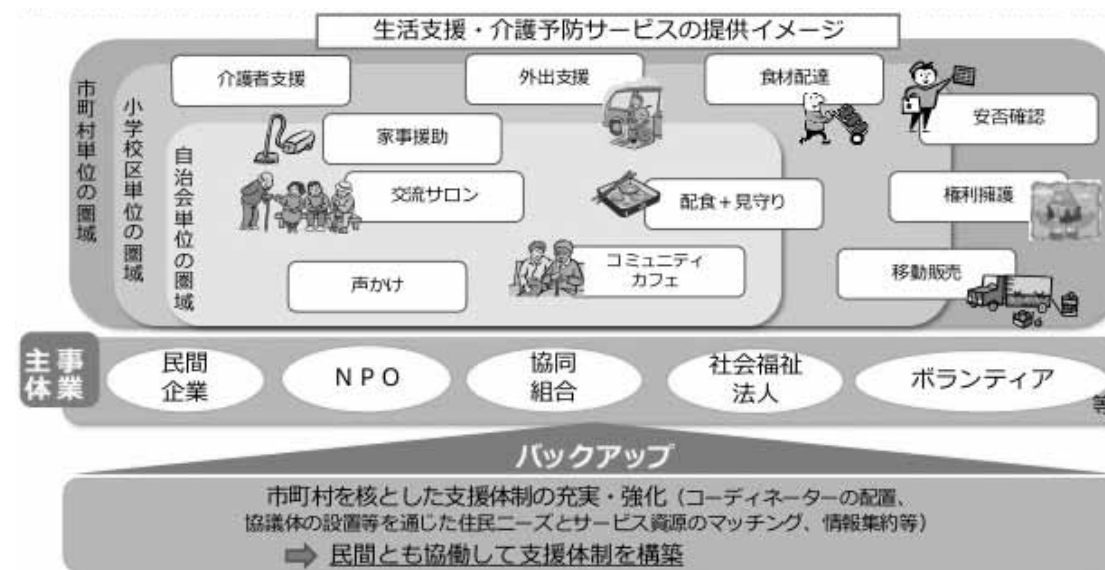 生活支援・介護予防サービスの提供イメージ
市町村単位の圏域
小学校区単位の圏域
自治会単位の圏域
介護者支援
外出支援
食材配達
安否確認
家事援助
交流サロン
配食＋見守り
権利擁護
声かけ
コミュニティ
カフェ
移動販売
事業
主体
民間
企業
ＮＰＯ
協同
組合
社会福祉
法人
ボランティア
等
バックアップ
市町村を核とした支援体制の充実・強化（コーディネーターの配置、
協議体の設置等を通じた住民ニーズとサービス資源のマッチング、情報集約等）
民間とも協働して支援体制を構築